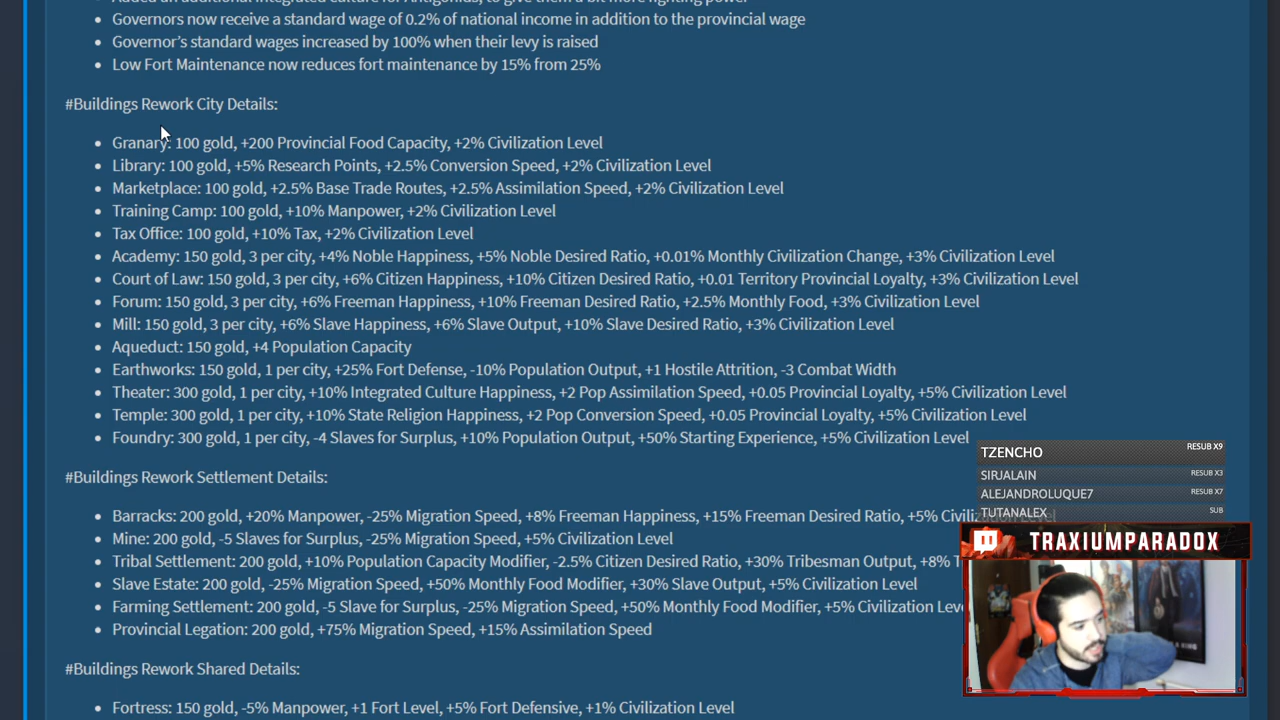 Added an additional integrated culture for Antigonids, to give them a bit more fighting power
Governors now receive a standard wage of 0.2% of national income in addition to the provincial wage
Governor’s standard wages increased by 100% when their levy is raised
Low Fort Maintenance now reduces fort maintenance by 15% from 25%
#Buildings Rework City Details:
Granary: 100 gold, +200 Provincial Food Capacity, +2% Civilization Level
Library: 100 gold, +5% Research Points, +2.5% Conversion Speed, +2% Civilization Level
Marketplace: 100 gold, +2.5% Base Trade Routes, +2.5% Assimilation Speed, +2% Civilization Level
Training Camp: 100 gold, +10% Manpower, +2% Civilization Level
Tax Office: 100 gold, +10% Tax, +2% Civilization Level
Academy: 150 gold, 3 per city, +4% Noble Happiness, +5% Noble Desired Ratio, +0.01% Monthly Civilization Change, +3% Civilization Level
Court of Law: 150 gold, 3 per city, +6% Citizen Happiness, +10% Citizen Desired Ratio, +0.01 Territory Provincial Loyalty, +3% Civilization Level
Forum: 150 gold, 3 per city, +6% Freeman Happiness, +10% Freeman Desired Ratio, +2.5% Monthly Food, +3% Civilization Level
Mill: 150 gold, 3 per city, +6% Slave Happiness, +6% Slave Output, +10% Slave Desired Ratio, +3% Civilization Level
Aqueduct: 150 gold, +4 Population Capacity
Earthworks: 150 gold, 1 per city, +25% Fort Defense, -10% Population Output, +1 Hostile Attrition, -3 Combat Width
Theater: 300 gold, 1 per city, +10% Integrated Culture Happiness, +2 Pop Assimilation Speed, +0.05 Provincial Loyalty, +5% Civilization Level
Temple: 300 gold, 1 per city, +10% State Religion Happiness, +2 Pop Conversion Speed, +0.05 Provincial Loyalty, +5% Civilization Level
Foundry: 300 gold, 1 per city, -4 Slaves for Surplus, +10% Population Output, +50% Starting Experience, +5% Civilization Level
TZENCHO RESUB X9
SIRJALAIN RESUB X3
ALEJANDROLUQUE7 RESUB X7
TUTANALEX SUB
TRAXIUMPARADOX
#Buildings Rework Settlement Details:
Barracks: 200 gold, +20% Manpower, -25% Migration Speed, +8% Freeman Happiness, +15% Freeman Desired Ratio, +5% Civilization Level
Mine: 200 gold, -5 Slaves for Surplus, -25% Migration Speed, +5% Civilization Level
Tribal Settlement: 200 gold, +10% Population Capacity Modifier, -2.5% Citizen Desired Ratio, +30% Tribesman Output, +8% T
Slave Estate: 200 gold, -25% Migration Speed, +50% Monthly Food Modifier, +30% Slave Output, +5% Civilization Level
Farming Settlement: 200 gold, -5 Slave for Surplus, -25% Migration Speed, +50% Monthly Food Modifier, +5% Civilization Leve
Provincial Legation: 200 gold, +75% Migration Speed, +15% Assimilation Speed
#Buildings Rework Shared Details:
Fortress: 150 gold, -5% Manpower, +1 Fort Level, +5% Fort Defensive, +1% Civilization Level